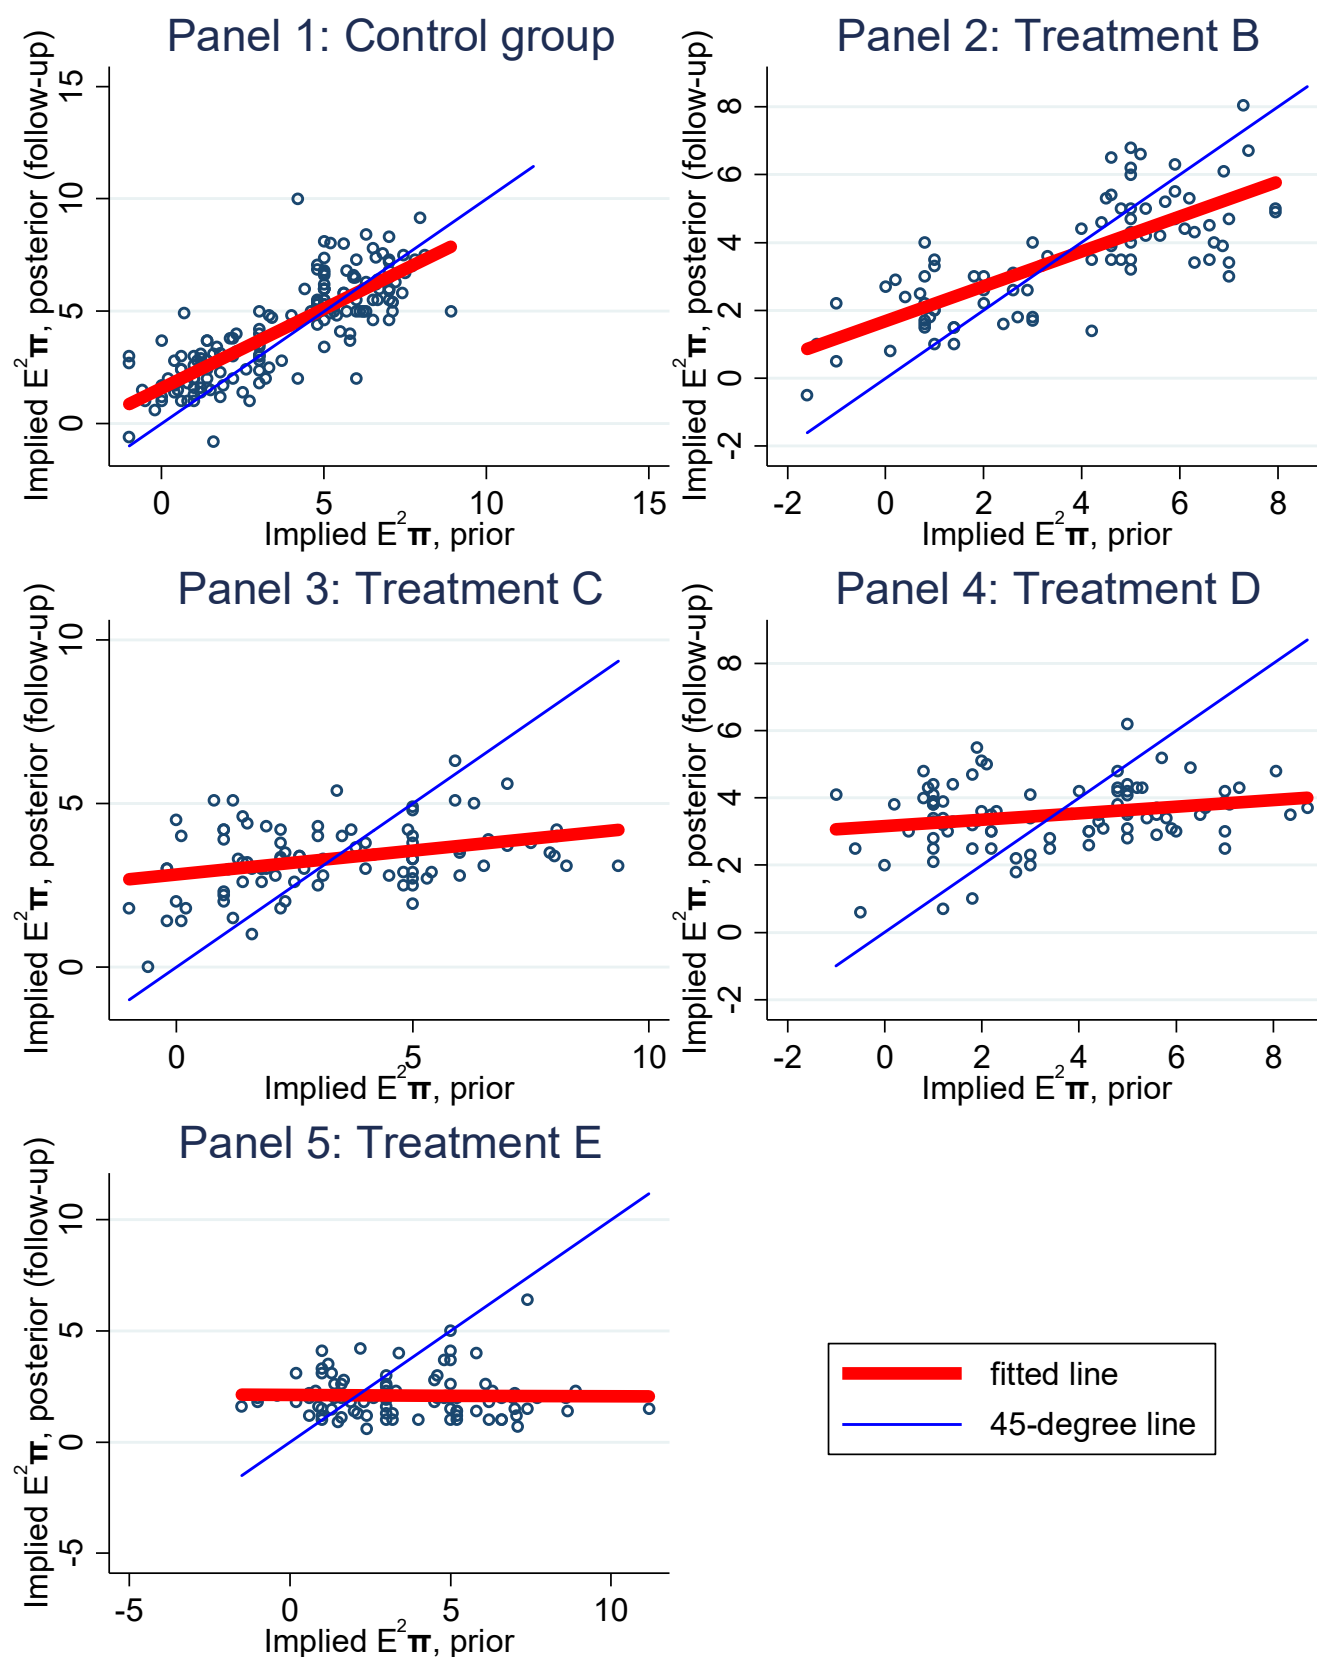 Panel 1: Control group
Implied E²π, posterior (follow-up)
15
10
5
0
0 5 10 15
Implied E²π, prior
Panel 2: Treatment B
Implied E²π, posterior (follow-up)
8
6
4
2
0
-2
-2 0 2 4 6 8
Implied E²π, prior
Panel 3: Treatment C
Implied E²π, posterior (follow-up)
10
5
0
0 5 10
Implied E²π, prior
Panel 4: Treatment D
Implied E²π, posterior (follow-up)
8
6
4
2
0
-2
-2 0 2 4 6 8
Implied E²π, prior
Panel 5: Treatment E
Implied E²π, posterior (follow-up)
10
5
0
-5
-5 0 5 10
Implied E²π, prior
fitted line
45-degree line